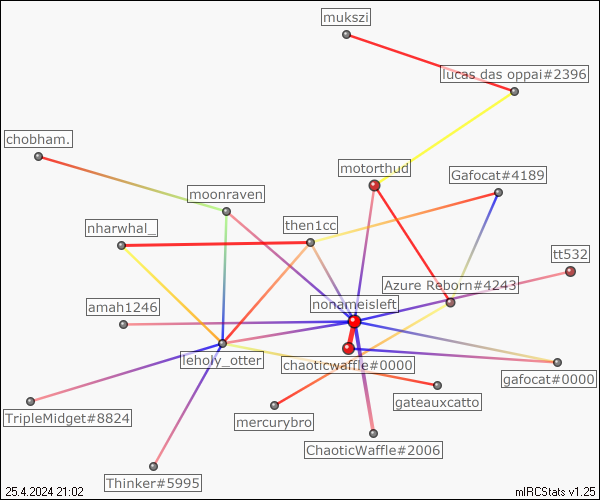 mukszi
lucas das oppai#2396
chobham.
motorthud
Gafocat#4189
moonraven
nharwhal_
then1cc
tt532
Azure Reborn#4243
amah1246
nonameisleft
leholy_otter
chaoticwaffle#0000
gafocat#0000
TripleMidget#8824
gateauxcatto
mercurybro
ChaoticWaffle#2006
Thinker#5995
25.4.2024 21:02
mIRCStats v1.25